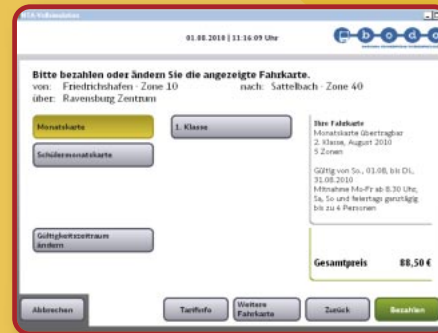 01.08.2010 | 11:16:09 Uhr
bodo
Bitte bezahlen oder ändern Sie die angezeigte Fahrkarte.
von: Friedrichshafen - Zone 10 nach: Sattelbach - Zone 40
über: Ravensburg Zentrum
Monatskarte
1. Klasse
Schülermonatskarte
Gültigkeitszeitraum
ändern
Ihre Fahrkarte
Monatskarte übertragbar
2. Klasse, August 2010
5 Zonen
Gültig von So., 01.08, bis Di.,
31.08.2010
Mitnahme Mo-Fr ab 8.30 Uhr,
Sa, So und feiertags ganztägig
bis zu 4 Personen
Gesamtpreis 88,50 €
Abbrechen
Tarifinfo
Weitere
Fahrkarte
Zurück
Bezahlen